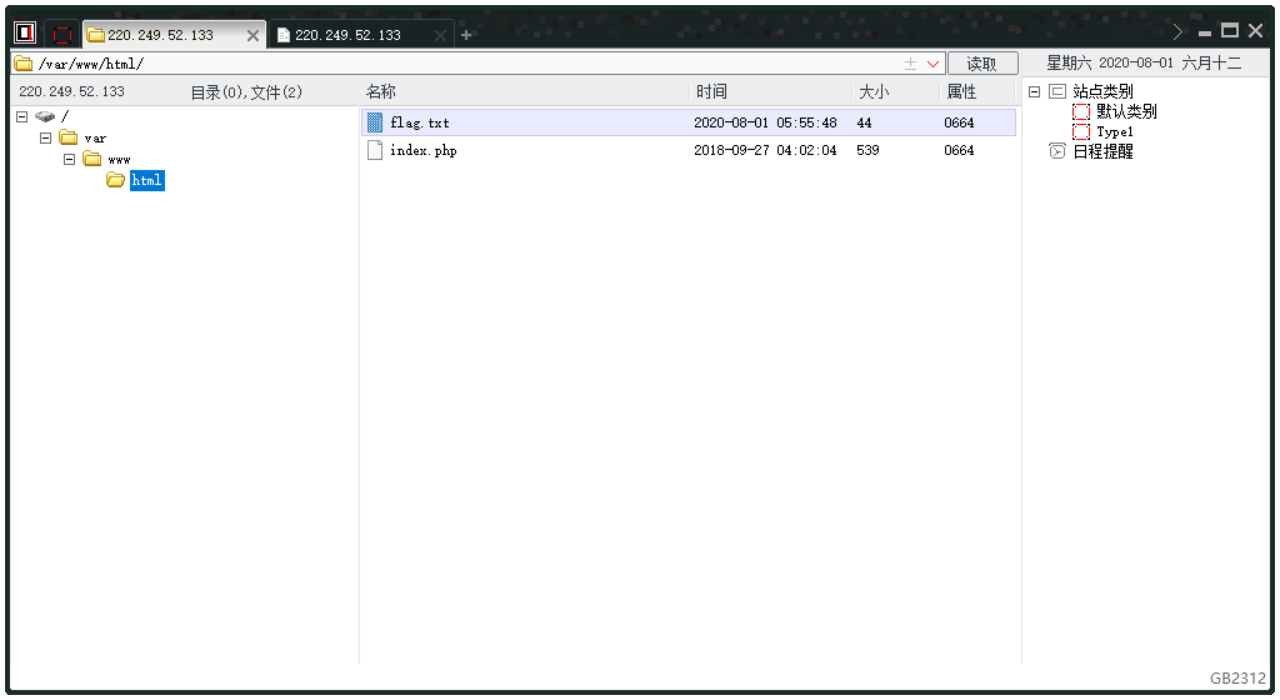 220.249.52.133 220.249.52.133
/var/www/html/ 读取 星期六 2020-08-01 六月十二
220.249.52.133 目录(0),文件(2) 名称 时间 大小 属性
/
var
www
html
flag.txt 2020-08-01 05:55:48 44 0664
index.php 2018-09-27 04:02:04 539 0664
站点类别
默认类别
Type1
日程提醒
GB2312